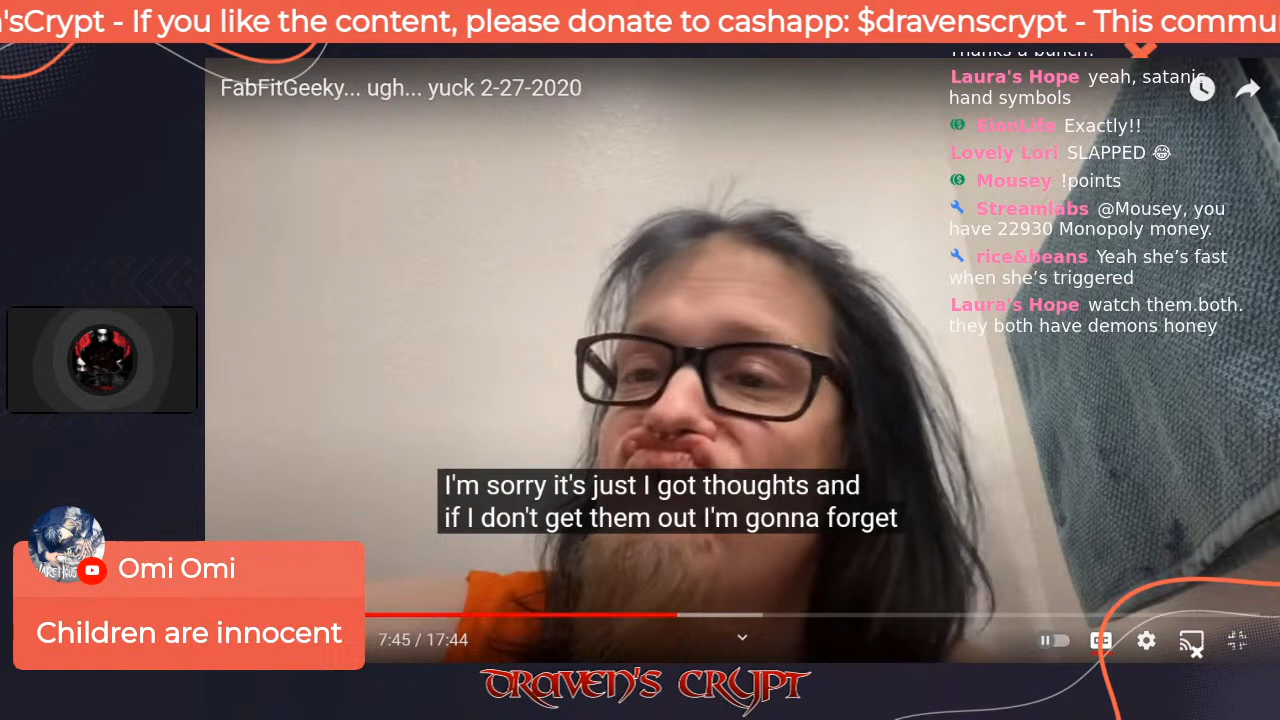 'sCrypt - If you like the content, please donate to cashapp: $dravenscrypt - This commu
FabFitGeeky... ugh... yuck 2-27-2020
Thanks a bunch!
Laura's Hope yeah, satanic
hand symbols
EionLife Exactly!!
Lovely Lori SLAPPED 😂
Mousey !points
Streamlabs @Mousey, you
have 22930 Monopoly money.
rice&beans Yeah she’s fast
when she’s triggered
Laura's Hope watch them.both.
they both have demons honey
I'm sorry it's just I got thoughts and
if I don't get them out I'm gonna forget
Omi Omi
Children are innocent
7:45 / 17:44
CC
DRAVEN'S CRYPT